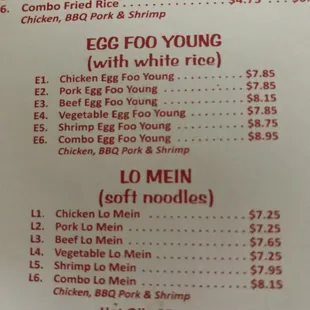 6. Combo Fried Rice
Chicken, BBQ Pork & Shrimp
EGG FOO YOUNG
(with white rice)
E1. Chicken Egg Foo Young $7.85
E2. Pork Egg Foo Young $7.85
E3. Beef Egg Foo Young $8.15
E4. Vegetable Egg Foo Young $7.85
E5. Shrimp Egg Foo Young $8.75
E6. Combo Egg Foo Young $8.95
Chicken, BBQ Pork & Shrimp
LO MEIN
(soft noodles)
L1. Chicken Lo Mein $7.25
L2. Pork Lo Mein $7.25
L3. Beef Lo Mein $7.65
L4. Vegetable Lo Mein $7.25
L5. Shrimp Lo Mein $7.95
L6. Combo Lo Mein $8.15
Chicken, BBQ Pork & Shrimp